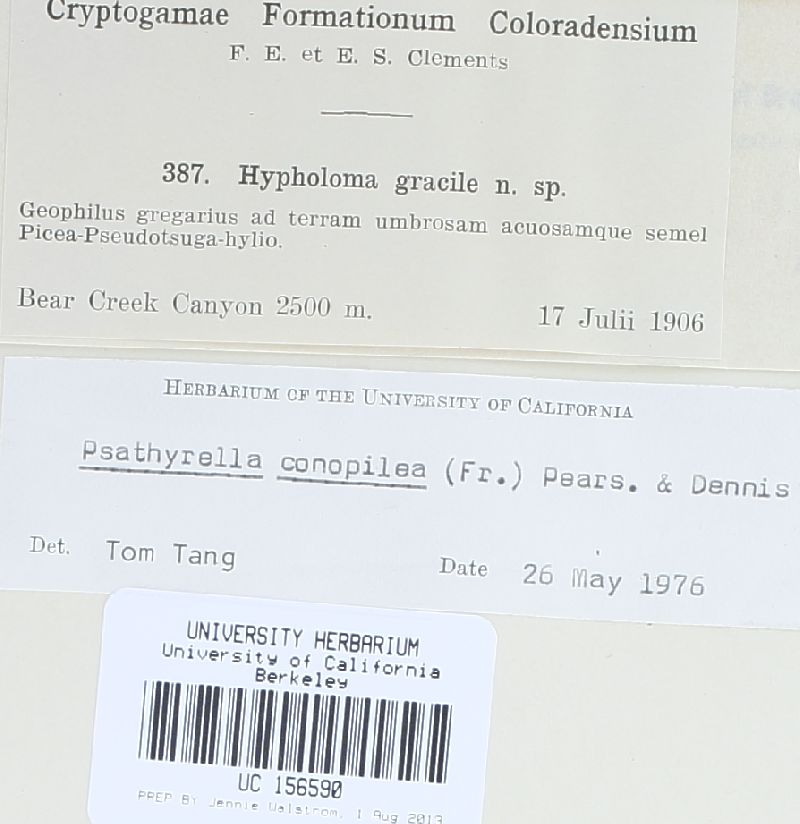 Cryptogamae Formationum Coloradensium
F. E. et E. S. Clements
387. Hypholoma gracile n. sp.
Geophilus gregarius ad terram umbrosam acuosamque semel
Picea-Pseudotsuga-hylio.
Bear Creek Canyon 2500 m. 17 Julii 1906
HERBARIUM OF THE UNIVERSITY OF CALIFORNIA
Psathyrella conopilea (Fr.) Pears. & Dennis
Det. Tom Tang Date 26 May 1976
UNIVERSITY HERBARIUM
University of California
Berkeley
UC 156590
PREP BY Jennie Walstrom, 1 Aug 2013